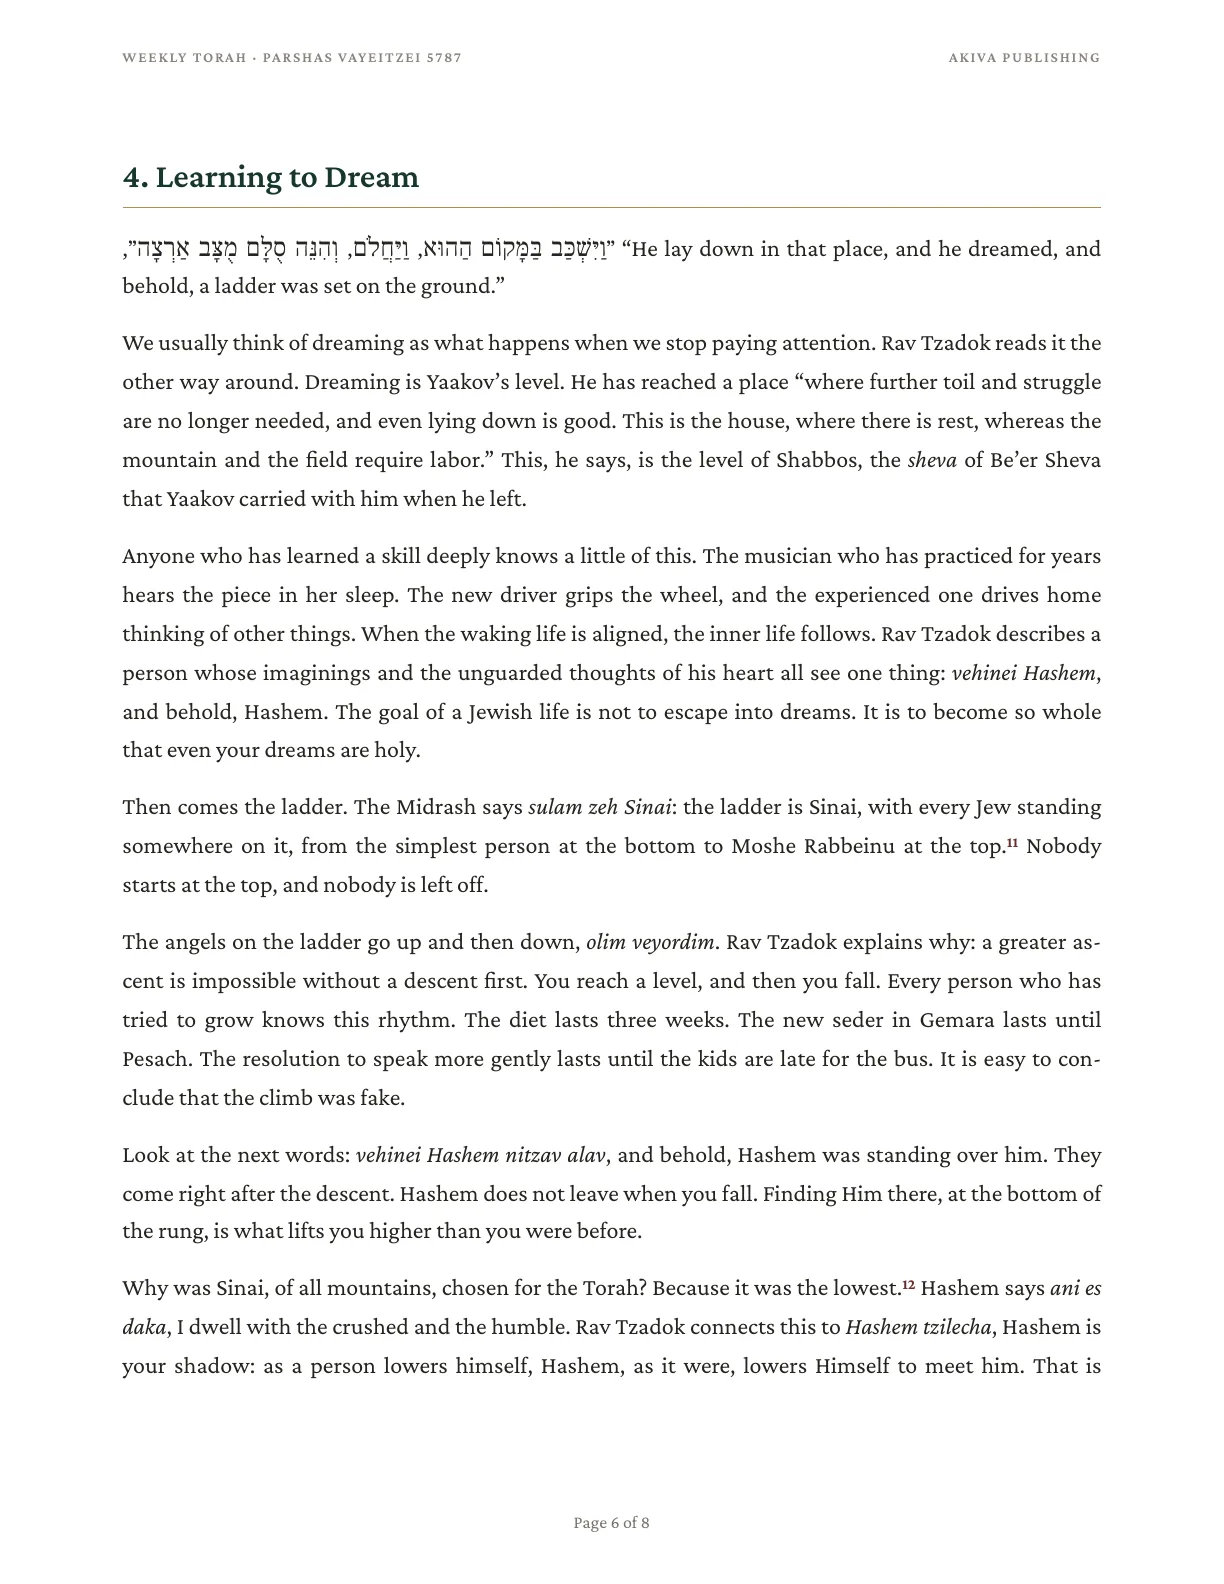 WEEKLY TORAH · PARSHAS VAYEITZEI 5787
AKIVA PUBLISHING
4. Learning to Dream
”וַיִּשְׁכַּב בַּמָּקוֹם הַהוּא, וַיַּחֲלֹם, וְהִנֵּה סֻלָּם מֻצָּב אַרְצָה”, “He lay down in that place, and he dreamed, and
behold, a ladder was set on the ground.”
We usually think of dreaming as what happens when we stop paying attention. Rav Tzadok reads it the
other way around. Dreaming is Yaakov’s level. He has reached a place “where further toil and struggle
are no longer needed, and even lying down is good. This is the house, where there is rest, whereas the
mountain and the field require labor.” This, he says, is the level of Shabbos, the sheva of Be’er Sheva
that Yaakov carried with him when he left.
Anyone who has learned a skill deeply knows a little of this. The musician who has practiced for years
hears the piece in her sleep. The new driver grips the wheel, and the experienced one drives home
thinking of other things. When the waking life is aligned, the inner life follows. Rav Tzadok describes a
person whose imaginings and the unguarded thoughts of his heart all see one thing: vehinei Hashem,
and behold, Hashem. The goal of a Jewish life is not to escape into dreams. It is to become so whole
that even your dreams are holy.
Then comes the ladder. The Midrash says sulam zeh Sinai: the ladder is Sinai, with every Jew standing
somewhere on it, from the simplest person at the bottom to Moshe Rabbeinu at the top.11 Nobody
starts at the top, and nobody is left off.
The angels on the ladder go up and then down, olim veyordim. Rav Tzadok explains why: a greater as-
cent is impossible without a descent first. You reach a level, and then you fall. Every person who has
tried to grow knows this rhythm. The diet lasts three weeks. The new seder in Gemara lasts until
Pesach. The resolution to speak more gently lasts until the kids are late for the bus. It is easy to con-
clude that the climb was fake.
Look at the next words: vehinei Hashem nitzav alav, and behold, Hashem was standing over him. They
come right after the descent. Hashem does not leave when you fall. Finding Him there, at the bottom of
the rung, is what lifts you higher than you were before.
Why was Sinai, of all mountains, chosen for the Torah? Because it was the lowest.12 Hashem says ani es
daka, I dwell with the crushed and the humble. Rav Tzadok connects this to Hashem tzilecha, Hashem is
your shadow: as a person lowers himself, Hashem, as it were, lowers Himself to meet him. That is
Page 6 of 8